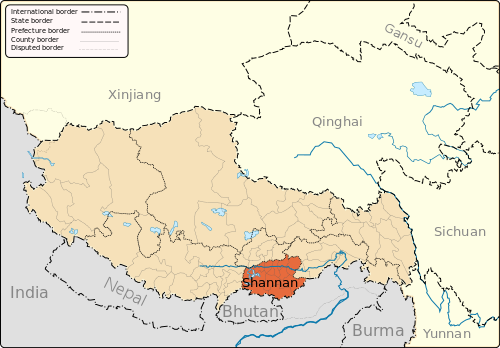 International border
State border
Prefecture border
County border
Disputed border
Gansu
Xinjiang
Qinghai
Sichuan
Shannan
India
Nepal
Bhutan
Burma
Yunnan